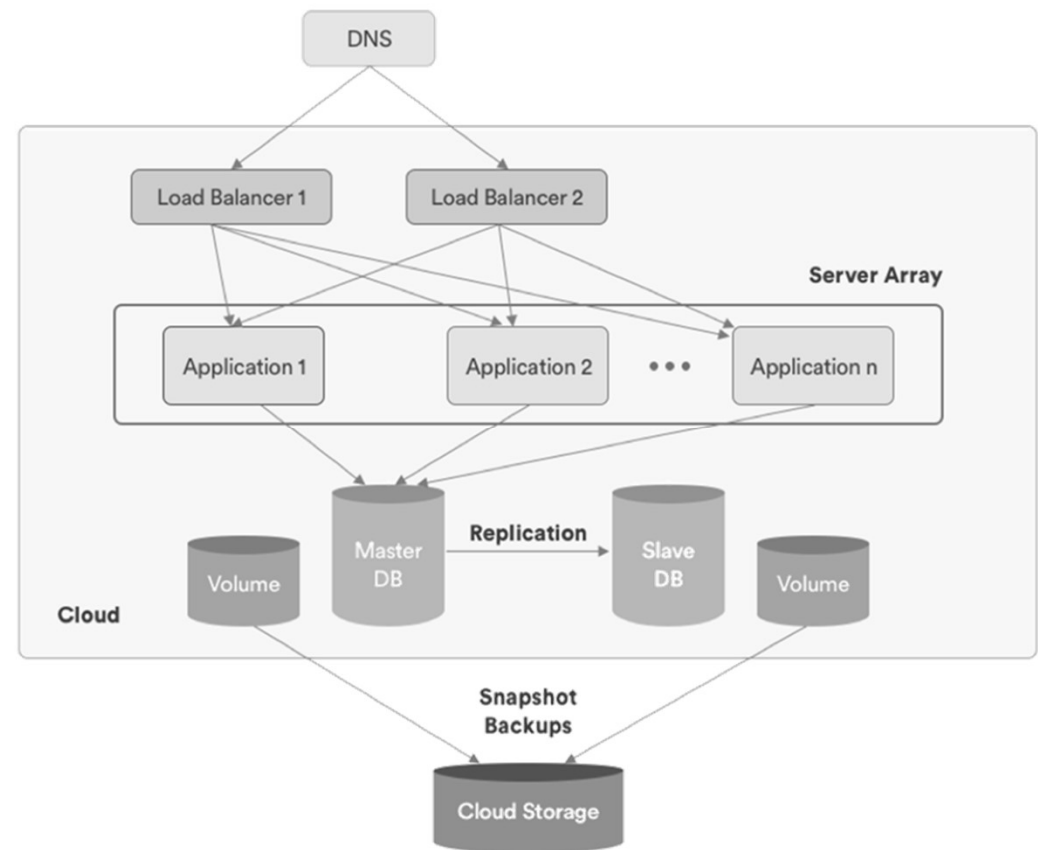 DNS
Load Balancer 1
Load Balancer 2
Server Array
Application 1
Application 2
•••
Application n
Master
DB
Replication
Slave
DB
Volume
Volume
Cloud
Snapshot
Backups
Cloud Storage